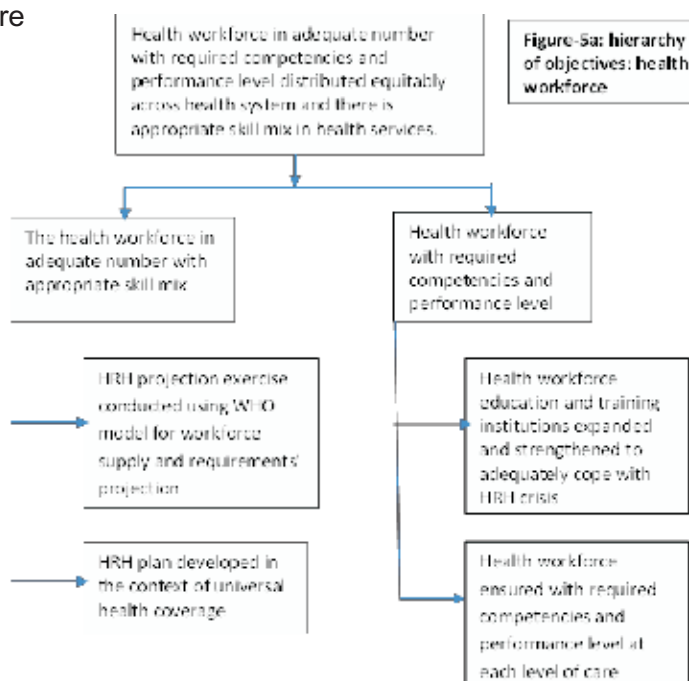 re
Health workforce in adequate number
with required competencies and
performance level distributed equitably
across health system and there is
appropriate skill mix in health services.
Figure-5a: hierarchy
of objectives: health
workforce
The health workforce in
adequate number with
appropriate skill mix
Health workforce
with required
competencies and
performance level
HRH projection exercise
conducted using WHO
model for workforce
supply and requirements'
projection
Health workforce
education and training
institutions expanded
and strengthened to
adequately cope with
HRH crisis
HRH plan developed in
the context of universal
health coverage
Health workforce
ensured with required
competencies and
performance level at
each level of care